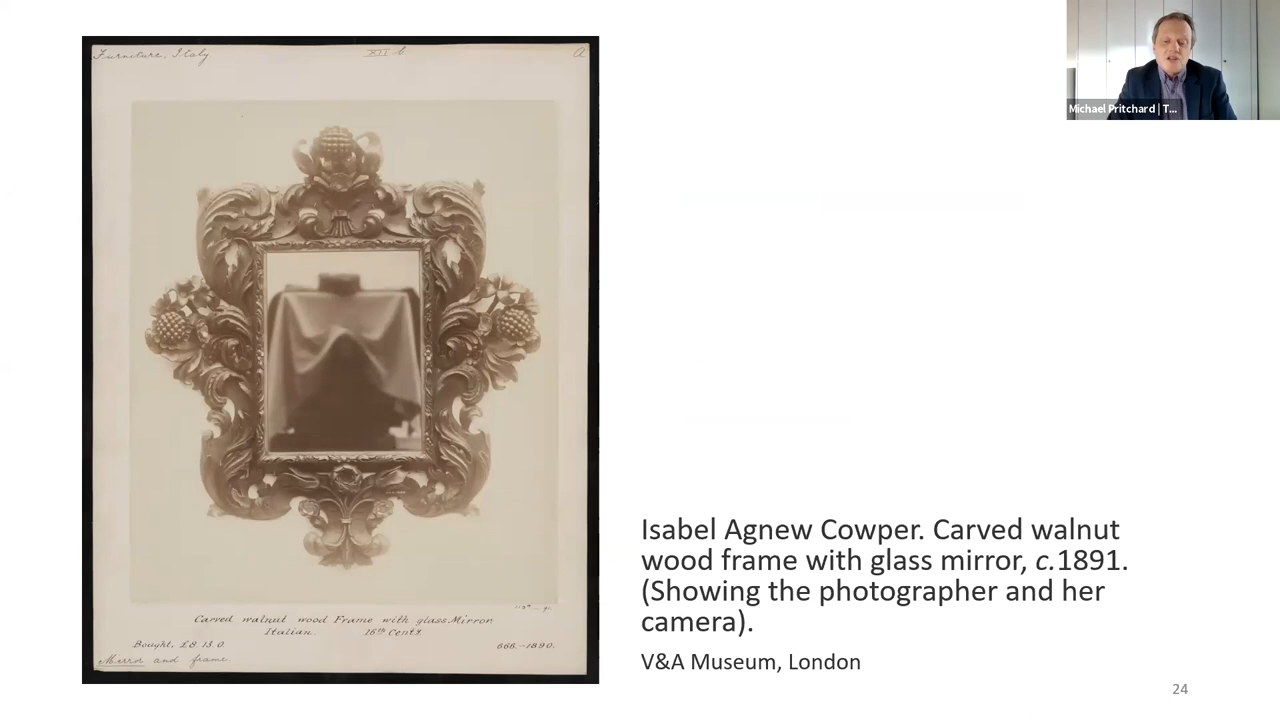 Furniture, Italy
XII b
a
Carved walnut wood Frame with glass Mirror
Italian. 16th Centy
Bought, £8. 13. 0.
666.—1890.
Mirror and frame
Michael Pritchard | T...
Isabel Agnew Cowper. Carved walnut
wood frame with glass mirror, c.1891.
(Showing the photographer and her
camera).
V&A Museum, London
24